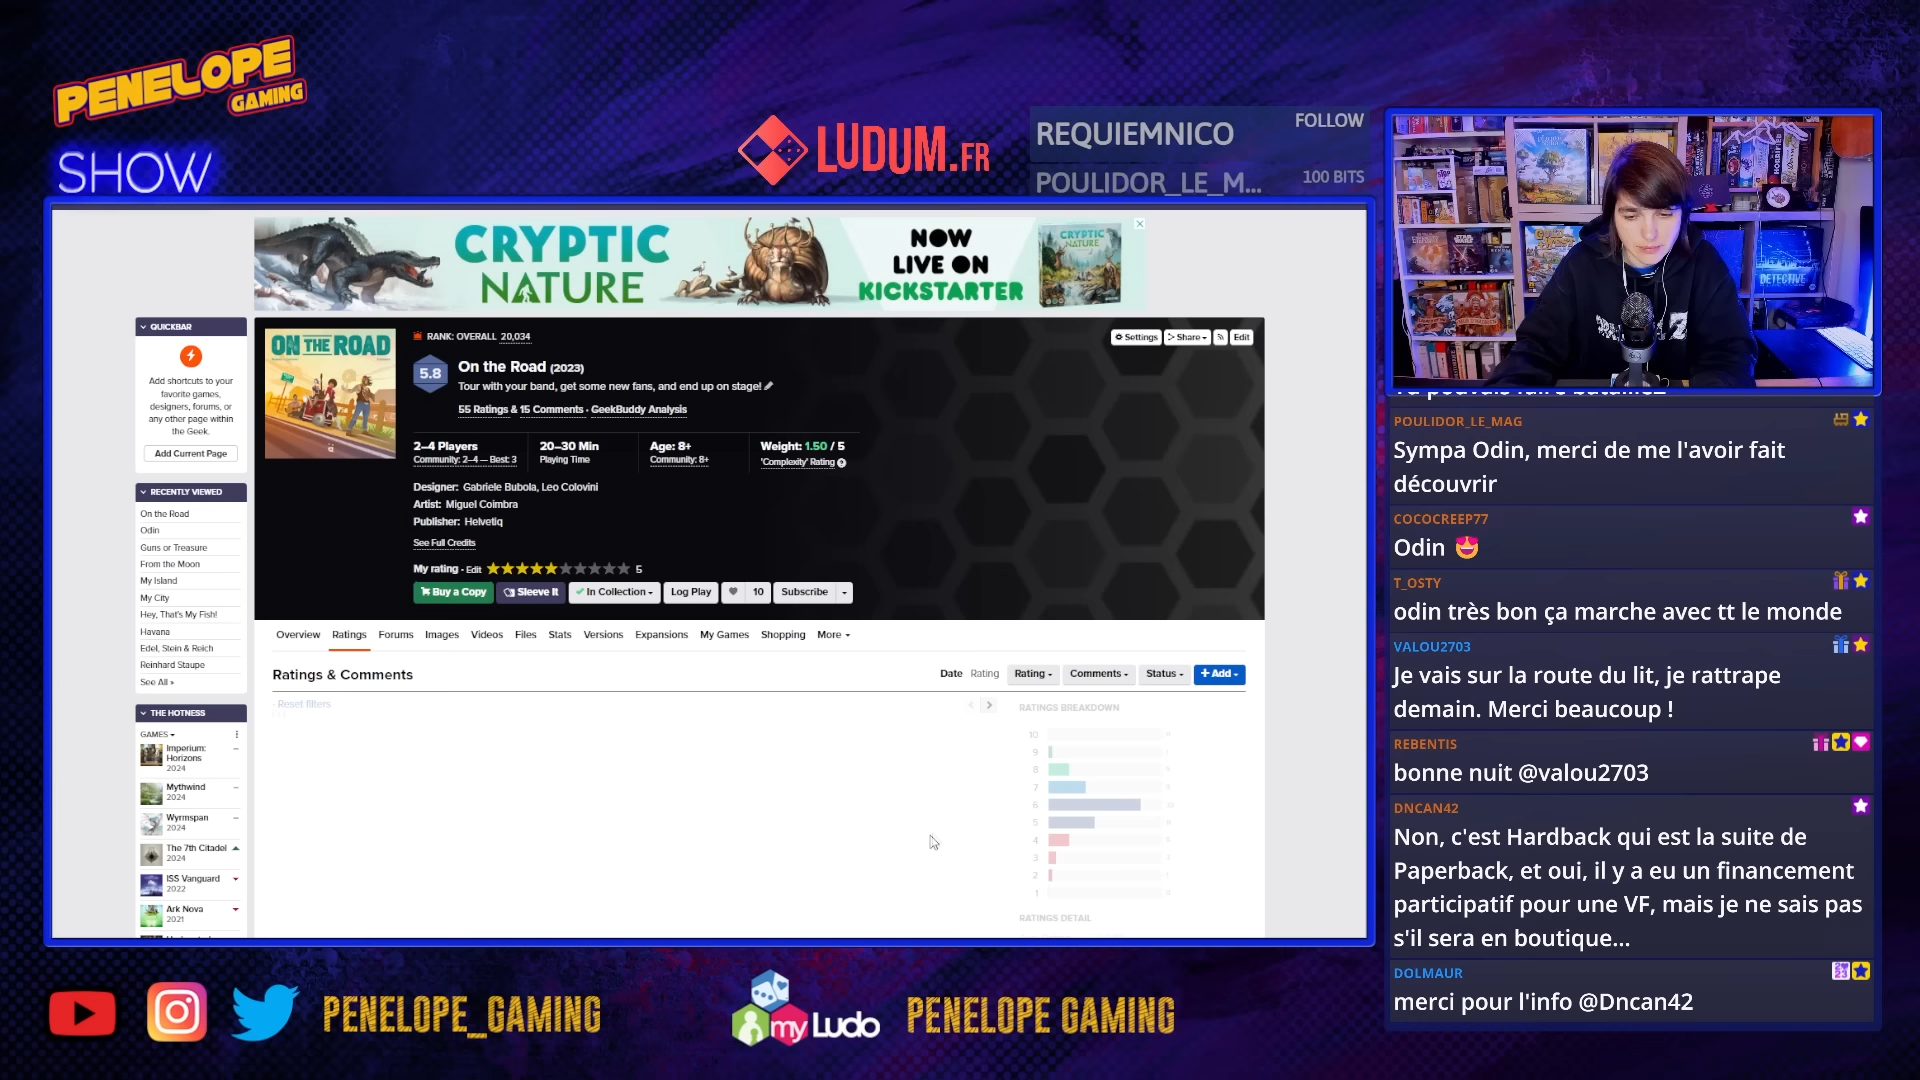 PENELOPE
GAMING
SHOW
LUDUM.FR
REQUIEMNICO
FOLLOW
POULIDOR_LE_M...
100 BITS
CRYPTIC
NATURE
NOW
LIVE ON
KICKSTARTER
CRYPTIC
NATURE
QUICKBAR
Add shortcuts to your
favorite games,
designers, forums, or
any other page within
the Geek.
Add Current Page
RECENTLY VIEWED
On the Road
Odin
Guns or Treasure
From the Moon
My Island
My City
Hey, That's My Fish!
Havana
Edel, Stein & Reich
Reinhard Staupe
See All »
THE HOTNESS
GAMES
Imperium:
Horizons
2024
Mythwind
2024
Wyrmspan
2024
The 7th Citadel
2024
ISS Vanguard
2022
Ark Nova
2021
ON THE ROAD
RANK: OVERALL 20,034
Settings
Share
Edit
5.8
On the Road (2023)
Tour with your band, get some new fans, and end up on stage!
55 Ratings & 15 Comments · GeekBuddy Analysis
2–4 Players
Community: 2–4 — Best: 3
20–30 Min
Playing Time
Age: 8+
Community: 8+
Weight: 1.50 / 5
'Complexity' Rating
Designer: Gabriele Bubola, Leo Colovini
Artist: Miguel Coimbra
Publisher: Helvetiq
See Full Credits
My rating · Edit
5
Buy a Copy
Sleeve It
In Collection
Log Play
10
Subscribe
Overview
Ratings
Forums
Images
Videos
Files
Stats
Versions
Expansions
My Games
Shopping
More
Ratings & Comments
Date
Rating
Rating
Comments
Status
+ Add
· Reset filters
RATINGS BREAKDOWN
10
9
8
7
6
5
4
3
2
1
RATINGS DETAIL
DETECTIVE
POULIDOR_LE_MAG
Sympa Odin, merci de me l'avoir fait
découvrir
COCOCREEP77
Odin
T_OSTY
odin très bon ça marche avec tt le monde
VALOU2703
Je vais sur la route du lit, je rattrape
demain. Merci beaucoup !
REBENTIS
bonne nuit @valou2703
DNCAN42
Non, c'est Hardback qui est la suite de
Paperback, et oui, il y a eu un financement
participatif pour une VF, mais je ne sais pas
s'il sera en boutique...
DOLMAUR
merci pour l'info @Dncan42
PENELOPE_GAMING
my Ludo
PENELOPE GAMING